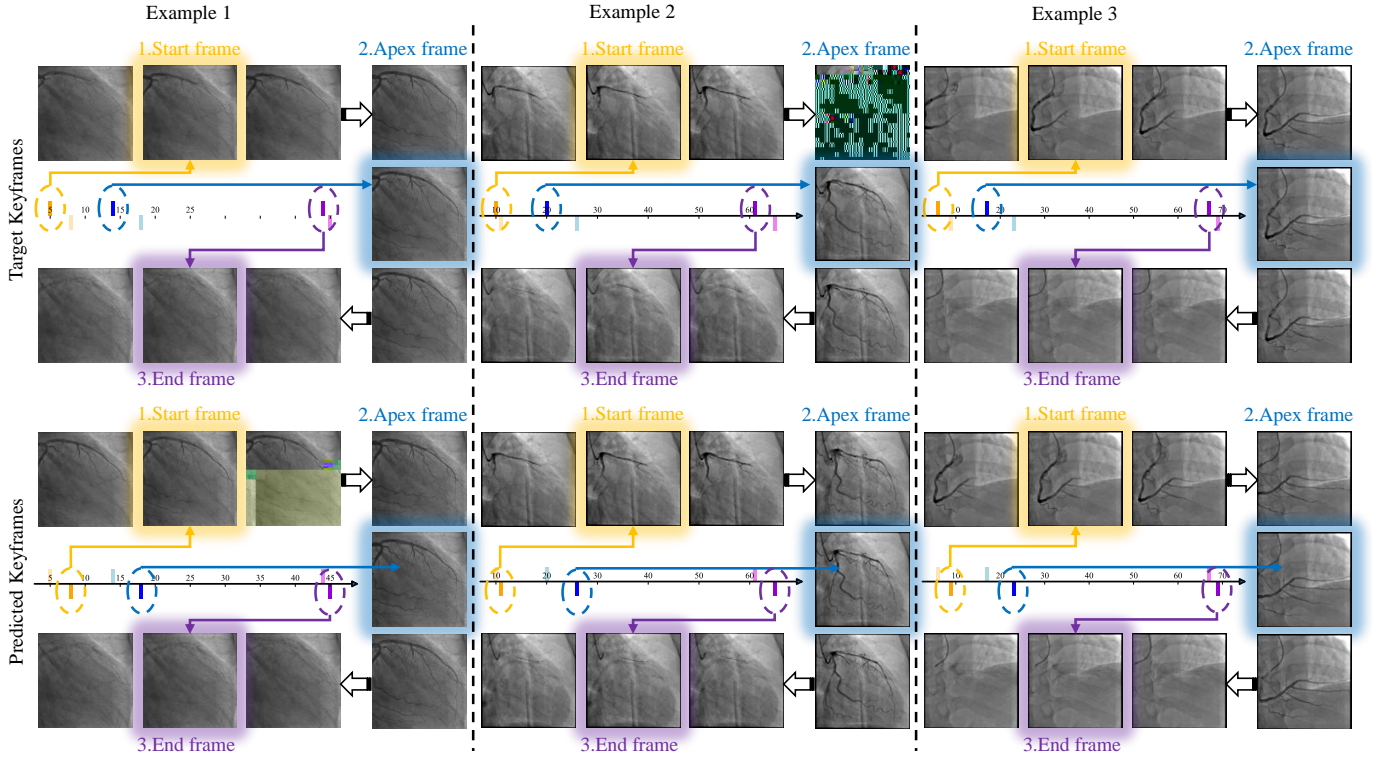 Example 1
Example 2
Example 3
Target Keyframes
1.Start frame
2.Apex frame
1.Start frame
2.Apex frame
1.Start frame
2.Apex frame
5 10 15 20 25 45
10 20 30 40 50 60
10 20 30 40 50 60 70
3.End frame
3.End frame
3.End frame
Predicted Keyframes
1.Start frame
2.Apex frame
1.Start frame
2.Apex frame
1.Start frame
2.Apex frame
5 10 15 20 25 30 35 40 45
10 20 30 40 50 60
10 20 30 40 50 60 70
3.End frame
3.End frame
3.End frame